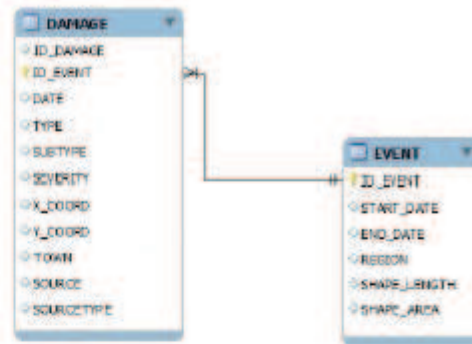 DAMAGE
ID_DAMAGE
ID_EVENT
DATE
TYPE
SUBTYPE
SEVERITY
X_COORD
Y_COORD
TOWN
SOURCE
SOURCETYPE
EVENT
ID_EVENT
START_DATE
END_DATE
REGION
SHAPE_LENGTH
SHAPE_AREA